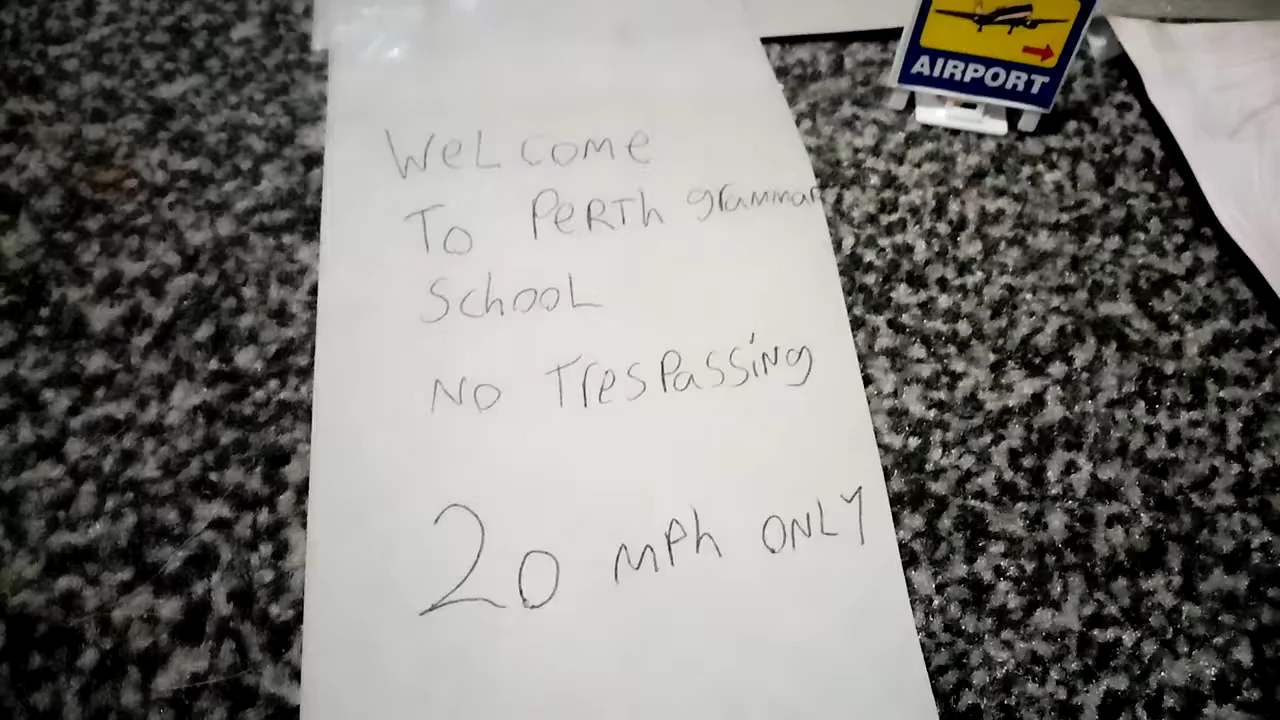 AIRPORT
WeLcome
To PeRTh grammar
School
NO TresPassing
20 mPh ONLY